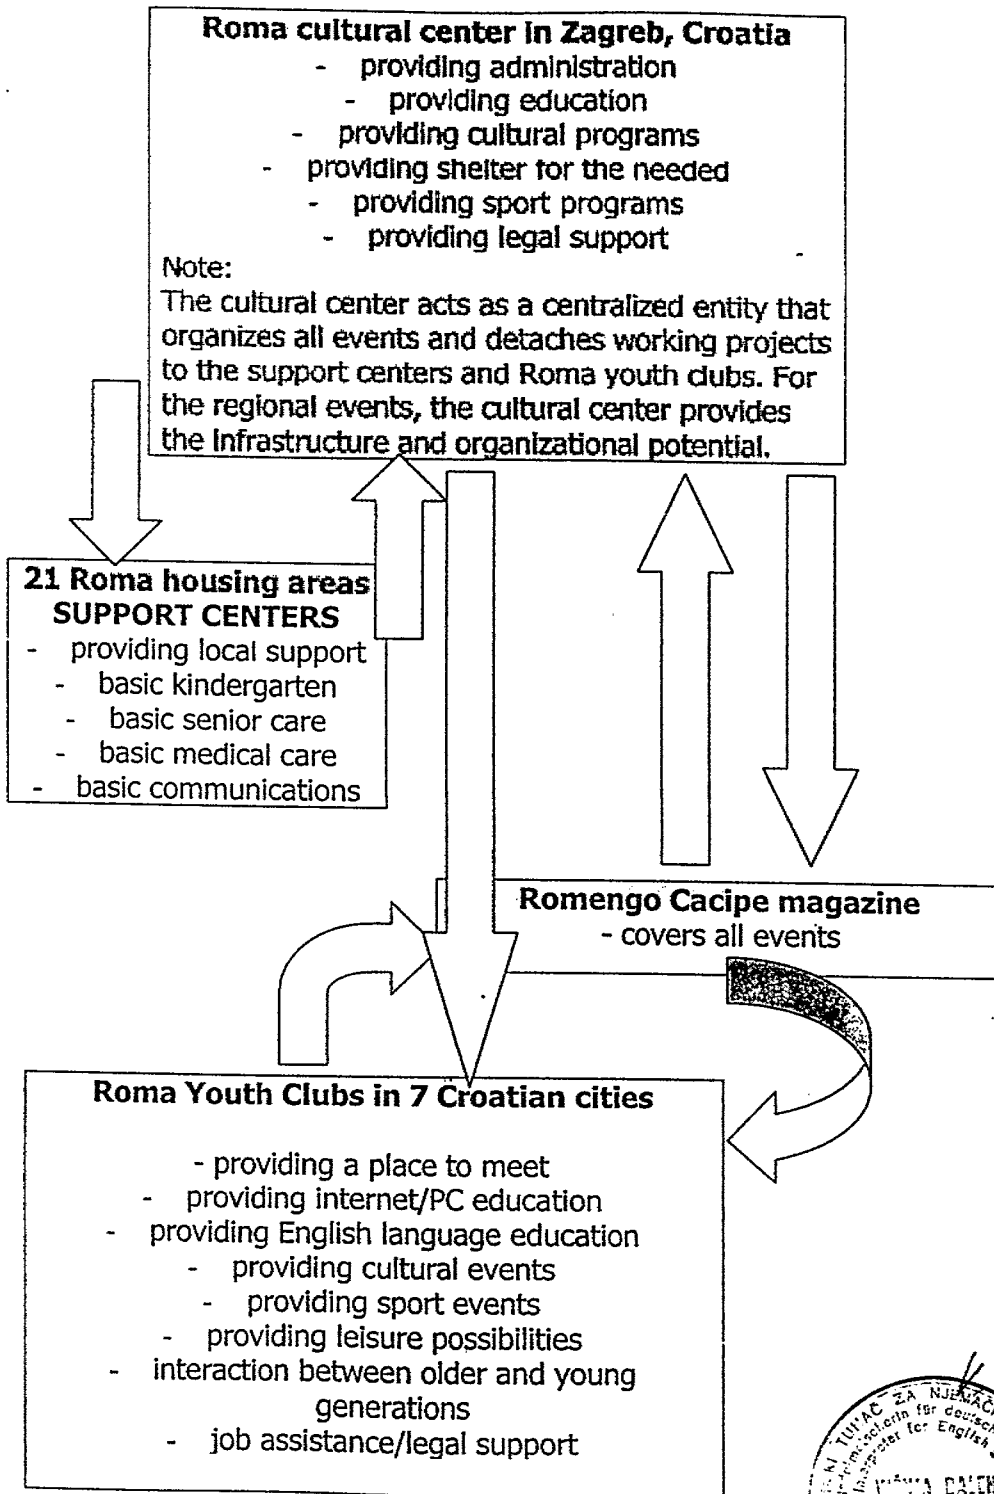 Roma cultural center in Zagreb, Croatia
- providing administration
- providing education
- providing cultural programs
- providing shelter for the needed
- providing sport programs
- providing legal support
Note:
The cultural center acts as a centralized entity that
organizes all events and detaches working projects
to the support centers and Roma youth clubs. For
the regional events, the cultural center provides
the infrastructure and organizational potential.
21 Roma housing areas
SUPPORT CENTERS
- providing local support
- basic kindergarten
- basic senior care
- basic medical care
- basic communications
Romengo Cacipe magazine
- covers all events
Roma Youth Clubs in 7 Croatian cities
- providing a place to meet
- providing internet/PC education
- providing English language education
- providing cultural events
- providing sport events
- providing leisure possibilities
- interaction between older and young
generations
- job assistance/legal support
ZA
für
for English